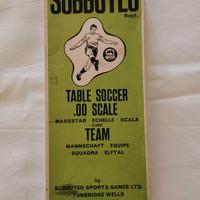 SUBBUTEO
Regd.
TABLE SOCCER
.00 SCALE
MASSSTAB · ECHELLE · SCALA
TEAM
MANNSCHAFT · EQUIPE
SQUADRA · ELFTAL
by
SUBBUTEO SPORTS GAMES LTD.
TUNBRIDGE WELLS